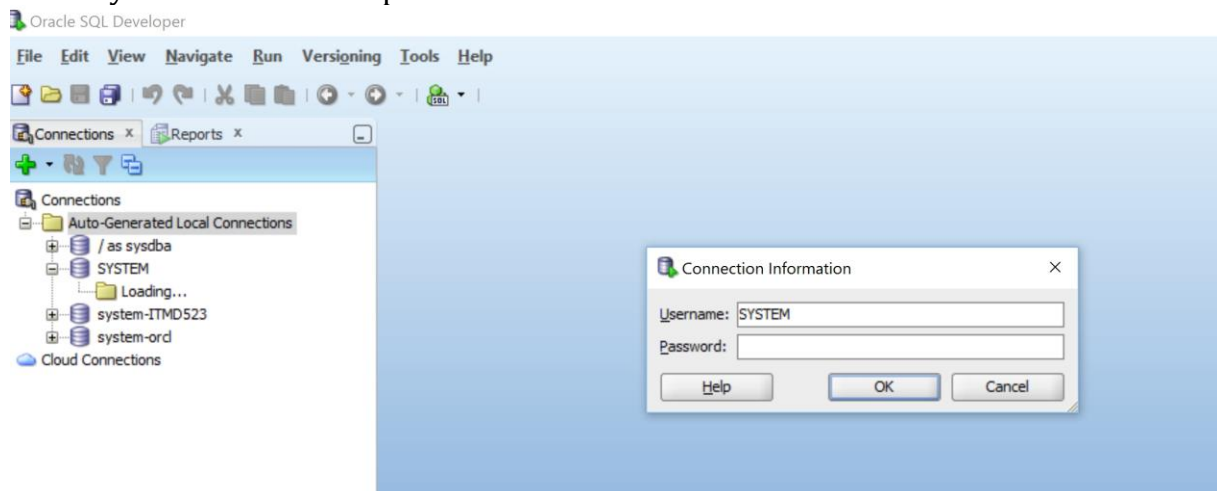 Oracle SQL Developer
File Edit View Navigate Run Versioning Tools Help
SQL
Connections x Reports x
Connections
Auto-Generated Local Connections
/ as sysdba
SYSTEM
Loading...
system-ITMD523
system-orcl
Cloud Connections
Connection Information
Username: SYSTEM
Password:
Help OK Cancel